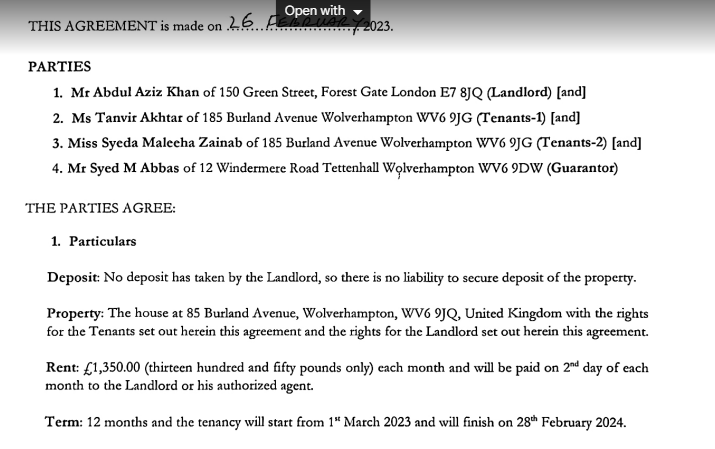 Open with
THIS AGREEMENT is made on .26...FEBRUARY 2023.
PARTIES
1. Mr Abdul Aziz Khan of 150 Green Street, Forest Gate London E7 8JQ (Landlord) [and]
2. Ms Tanvir Akhtar of 185 Burland Avenue Wolverhampton WV6 9JG (Tenants-1) [and]
3. Miss Syeda Maleeha Zainab of 185 Burland Avenue Wolverhampton WV6 9JG (Tenants-2) [and]
4. Mr Syed M Abbas of 12 Windermere Road Tettenhall Wolverhampton WV6 9DW (Guarantor)
THE PARTIES AGREE:
1. Particulars
Deposit: No deposit has taken by the Landlord, so there is no liability to secure deposit of the property.
Property: The house at 85 Burland Avenue, Wolverhampton, WV6 9JQ, United Kingdom with the rights
for the Tenants set out herein this agreement and the rights for the Landlord set out herein this agreement.
Rent: £1,350.00 (thirteen hundred and fifty pounds only) each month and will be paid on 2nd day of each
month to the Landlord or his authorized agent.
Term: 12 months and the tenancy will start from 1st March 2023 and will finish on 28th February 2024.